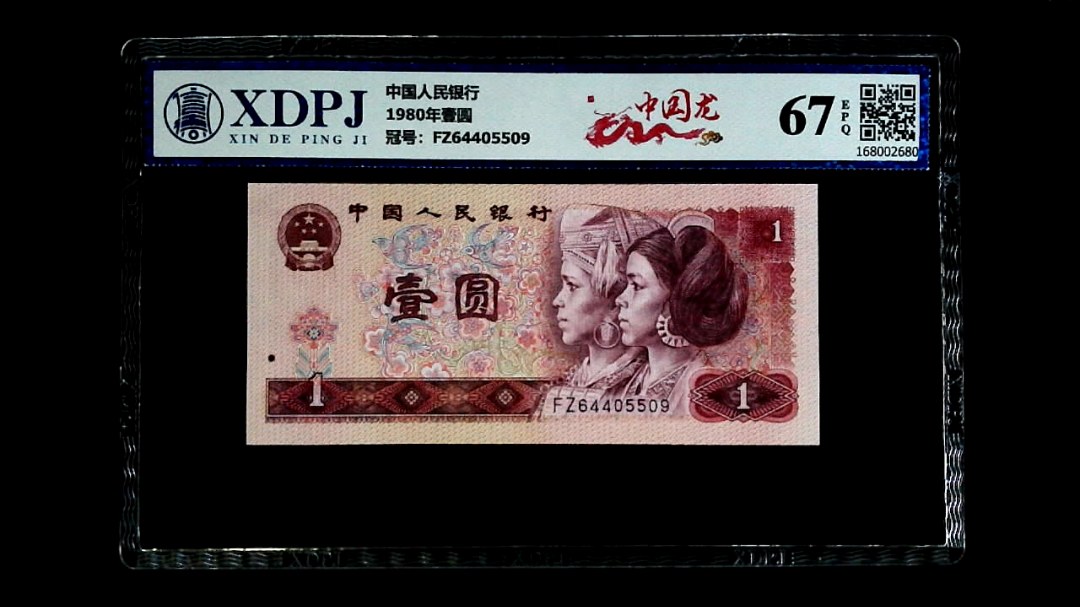 XDPJ
XIN DE PING JI
中国人民银行
1980年壹圆
冠号：FZ64405509
中国龙
67
EPQ
168002680
中国人民银行
1
壹圆
1
FZ64405509
1
XDPJ
XDPJ